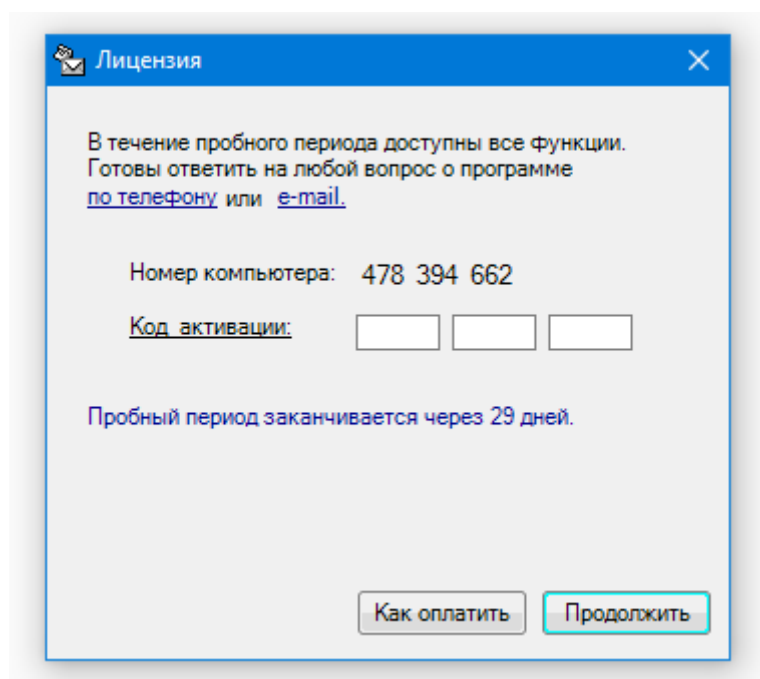 Лицензия
В течение пробного периода доступны все функции.
Готовы ответить на любой вопрос о программе
по телефону или e-mail.
Номер компьютера: 478 394 662
Код активации:
Пробный период заканчивается через 29 дней.
Как оплатить Продолжить